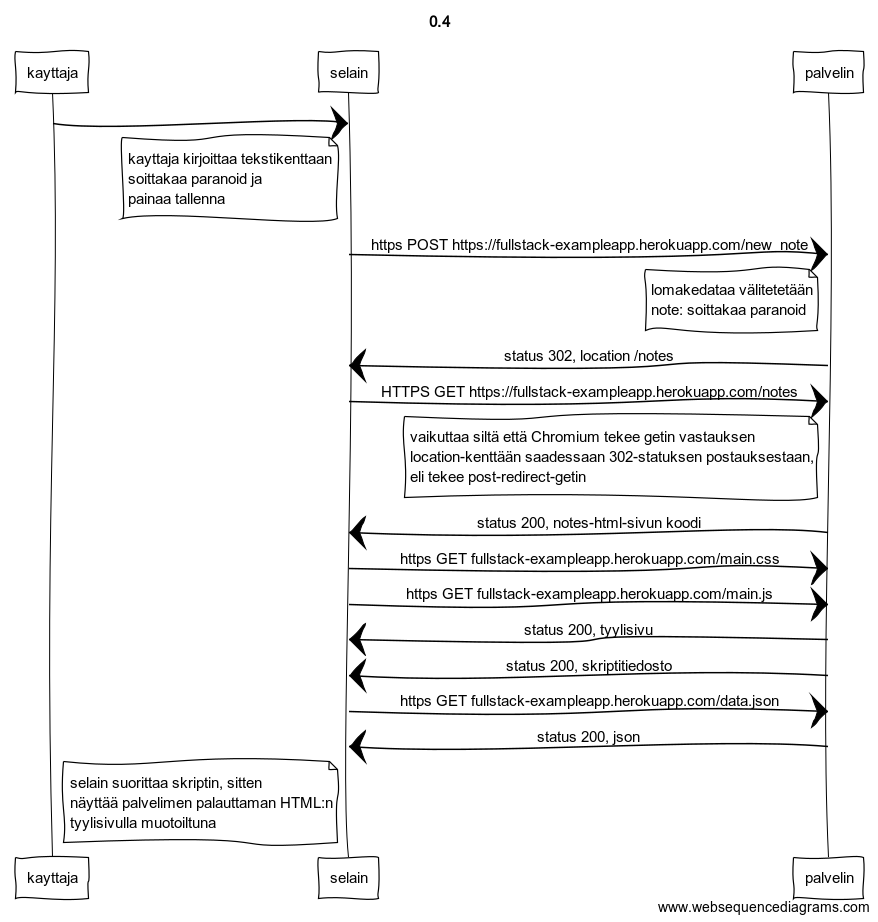 0.4
kayttaja
selain
palvelin
kayttaja kirjoittaa tekstikenttaan
soittakaa paranoid ja
painaa tallenna
https POST https://fullstack-exampleapp.herokuapp.com/new_note
lomakedataa välitetetään
note: soittakaa paranoid
status 302, location /notes
HTTPS GET https://fullstack-exampleapp.herokuapp.com/notes
vaikuttaa siltä että Chromium tekee getin vastauksen
location-kenttään saadessaan 302-statuksen postauksestaan,
eli tekee post-redirect-getin
status 200, notes-html-sivun koodi
https GET fullstack-exampleapp.herokuapp.com/main.css
https GET fullstack-exampleapp.herokuapp.com/main.js
status 200, tyylisivu
status 200, skriptitiedosto
https GET fullstack-exampleapp.herokuapp.com/data.json
status 200, json
selain suorittaa skriptin, sitten
näyttää palvelimen palauttaman HTML:n
tyylisivulla muotoiltuna
kayttaja
selain
palvelin
www.websequencediagrams.com